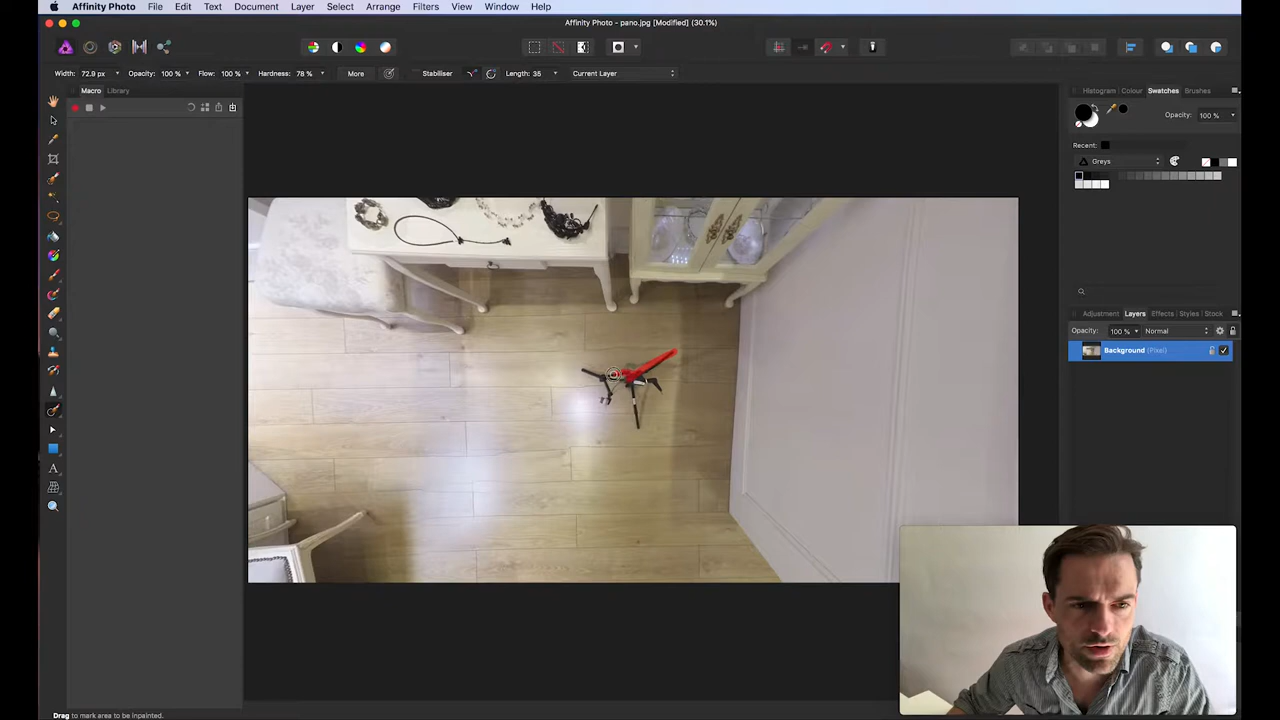 Affinity Photo File Edit Text Document Layer Select Arrange Filters View Window Help
Affinity Photo - pano.jpg [Modified] (30.1%)
Width: 72.9 px Opacity: 100 % Flow: 100 % Hardness: 78 % More Stabiliser Length: 35 Current Layer
Macro Library
Histogram Colour Swatches Brushes
Opacity: 100 %
Recent:
Greys
Adjustment Layers Effects Styles Stock
Opacity: 100 % Normal
Background (Pixel)
Drag to mark area to be inpainted.